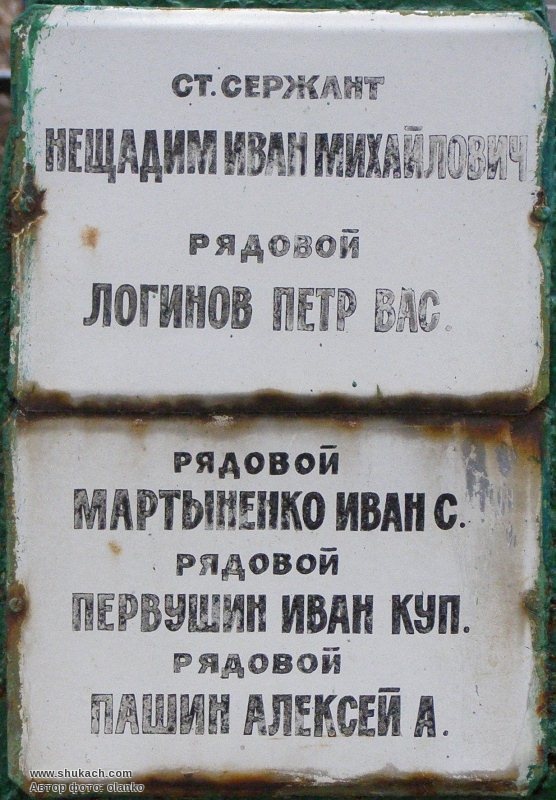 СТ. СЕРЖАНТ
НЕЩАДИМ ИВАН МИХАЙЛОВИЧ
РЯДОВОЙ
ЛОГИНОВ ПЕТР ВАС.
РЯДОВОЙ
МАРТЫНЕНКО ИВАН С.
РЯДОВОЙ
ПЕРВУШИН ИВАН КУП.
РЯДОВОЙ
ПАШИН АЛЕКСЕЙ А.
www.shukach.com
Автор фото: olanko